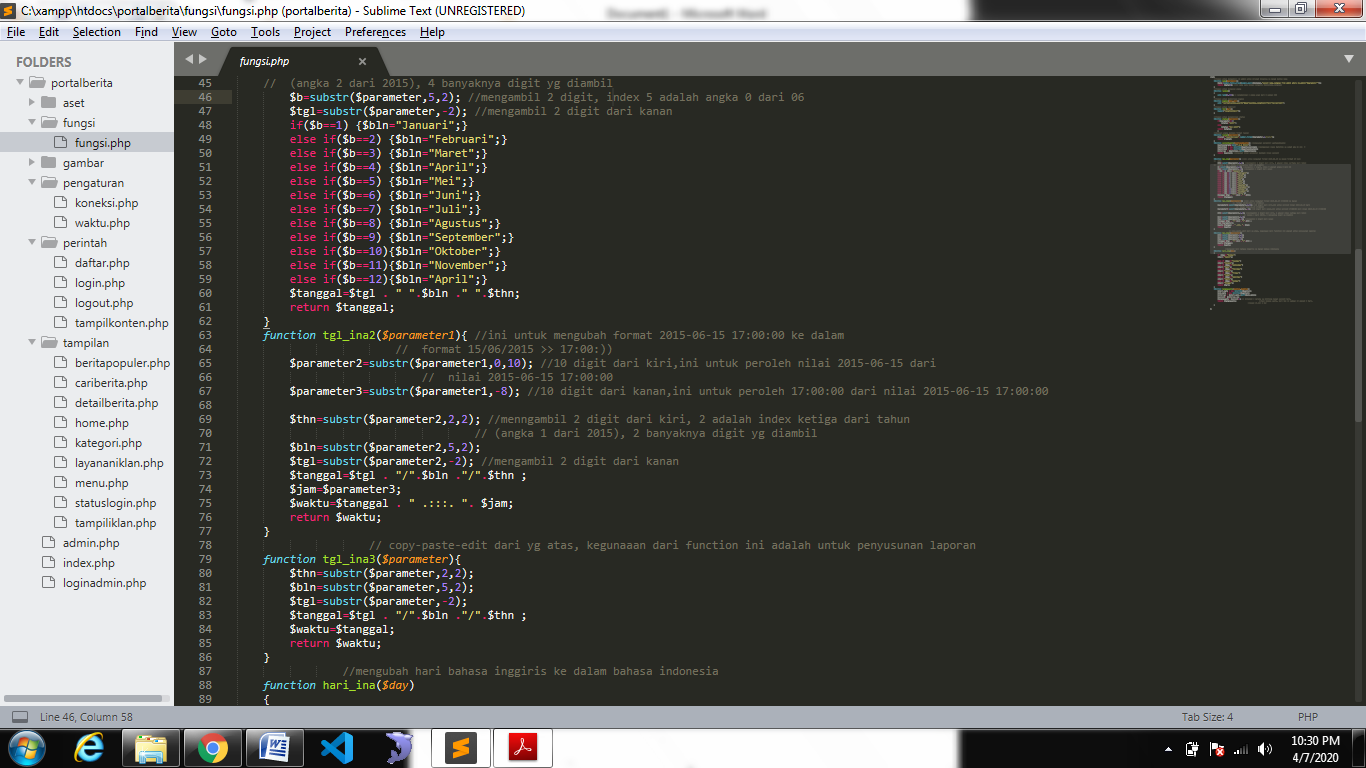 C:\xampp\htdocs\portalberita\fungsi\fungsi.php (portalberita) - Sublime Text (UNREGISTERED)
File Edit Selection Find View Goto Tools Project Preferences Help
FOLDERS
portalberita
aset
fungsi
fungsi.php
gambar
pengaturan
koneksi.php
waktu.php
perintah
daftar.php
login.php
logout.php
tampilkonten.php
tampilan
beritapopuler.php
cariberita.php
detailberita.php
home.php
kategori.php
layananiklan.php
menu.php
statuslogin.php
tampiliklan.php
admin.php
index.php
loginadmin.php
fungsi.php
45 // (angka 2 dari 2015), 4 banyaknya digit yg diambil
46 $b=substr($parameter,5,2); //mengambil 2 digit, index 5 adalah angka 0 dari 06
47 $tgl=substr($parameter,-2); //mengambil 2 digit dari kanan
48 if($b==1) {$bln="Januari";}
49 else if($b==2) {$bln="Februari";}
50 else if($b==3) {$bln="Maret";}
51 else if($b==4) {$bln="April";}
52 else if($b==5) {$bln="Mei";}
53 else if($b==6) {$bln="Juni";}
54 else if($b==7) {$bln="Juli";}
55 else if($b==8) {$bln="Agustus";}
56 else if($b==9) {$bln="September";}
57 else if($b==10){$bln="Oktober";}
58 else if($b==11){$bln="November";}
59 else if($b==12){$bln="April";}
60 $tanggal=$tgl . " ".$bln ." ".$thn;
61 return $tanggal;
62 }
63 function tgl_ina2($parameter1){ //ini untuk mengubah format 2015-06-15 17:00:00 ke dalam
64 // format 15/06/2015 >> 17:00:))
65 $parameter2=substr($parameter1,0,10); //10 digit dari kiri,ini untuk peroleh nilai 2015-06-15 dari
66 // nilai 2015-06-15 17:00:00
67 $parameter3=substr($parameter1,-8); //10 digit dari kanan,ini untuk peroleh 17:00:00 dari nilai 2015-06-15 17:00:00
68
69 $thn=substr($parameter2,2,2); //menngambil 2 digit dari kiri, 2 adalah index ketiga dari tahun
70 // (angka 1 dari 2015), 2 banyaknya digit yg diambil
71 $bln=substr($parameter2,5,2);
72 $tgl=substr($parameter2,-2); //mengambil 2 digit dari kanan
73 $tanggal=$tgl . "/".$bln ."/".$thn ;
74 $jam=$parameter3;
75 $waktu=$tanggal . " .:::. ". $jam;
76 return $waktu;
77 }
78 // copy-paste-edit dari yg atas, kegunaaan dari function ini adalah untuk penyusunan laporan
79 function tgl_ina3($parameter){
80 $thn=substr($parameter,2,2);
81 $bln=substr($parameter,5,2);
82 $tgl=substr($parameter,-2);
83 $tanggal=$tgl . "/".$bln ."/".$thn ;
84 $waktu=$tanggal;
85 return $waktu;
86 }
87 //mengubah hari bahasa inggiris ke dalam bahasa indonesia
88 function hari_ina($day)
89 {
Line 46, Column 58
Tab Size: 4
PHP
10:30 PM
4/7/2020